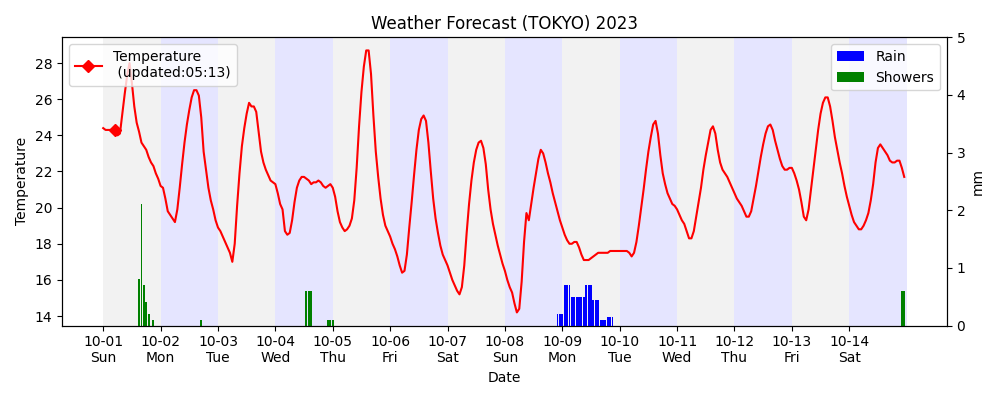 Weather Forecast (TOKYO) 2023
Temperature
(updated:05:13)
Rain
Showers
Temperature
28
26
24
22
20
18
16
14
5
4
3
2
1
0
mm
10-01 10-02 10-03 10-04 10-05 10-06 10-07 10-08 10-09 10-10 10-11 10-12 10-13 10-14
Sun Mon Tue Wed Thu Fri Sat Sun Mon Tue Wed Thu Fri Sat
Date